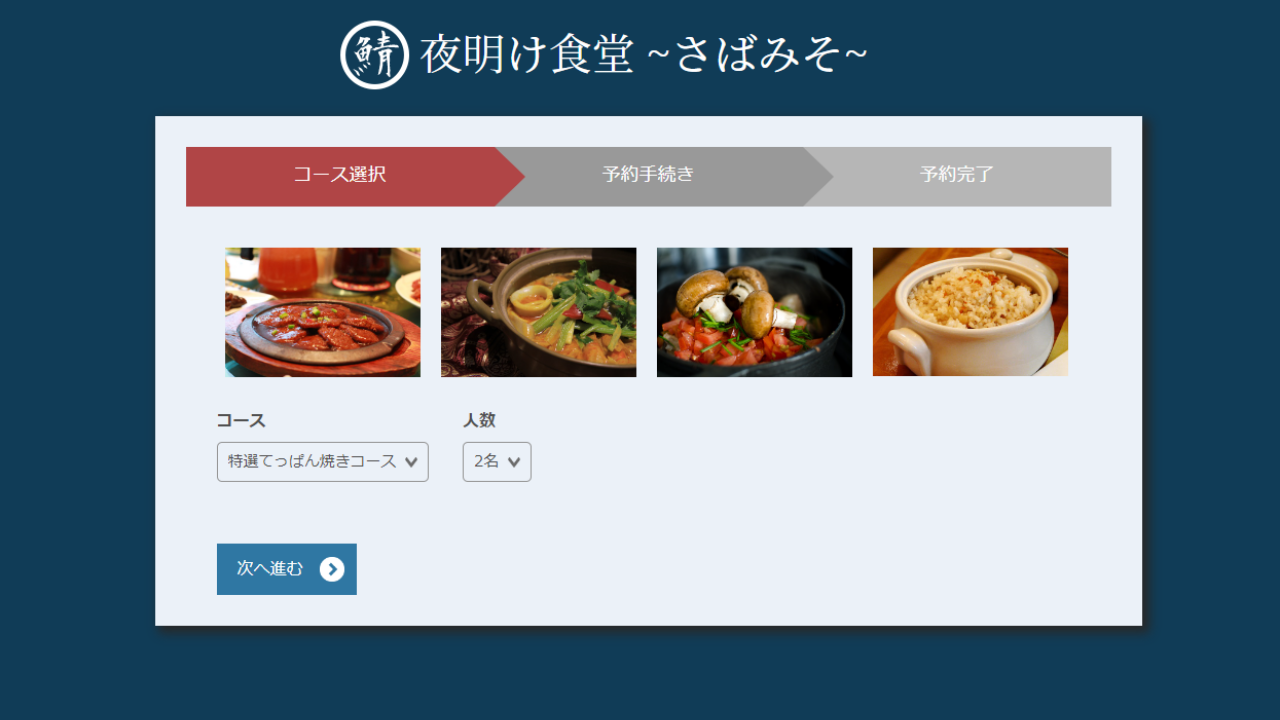 鯖 夜明け食堂 ~さばみそ~
コース選択 予約手続き 予約完了
コース 人数
特選てっぱん焼きコース 2名
次へ進む